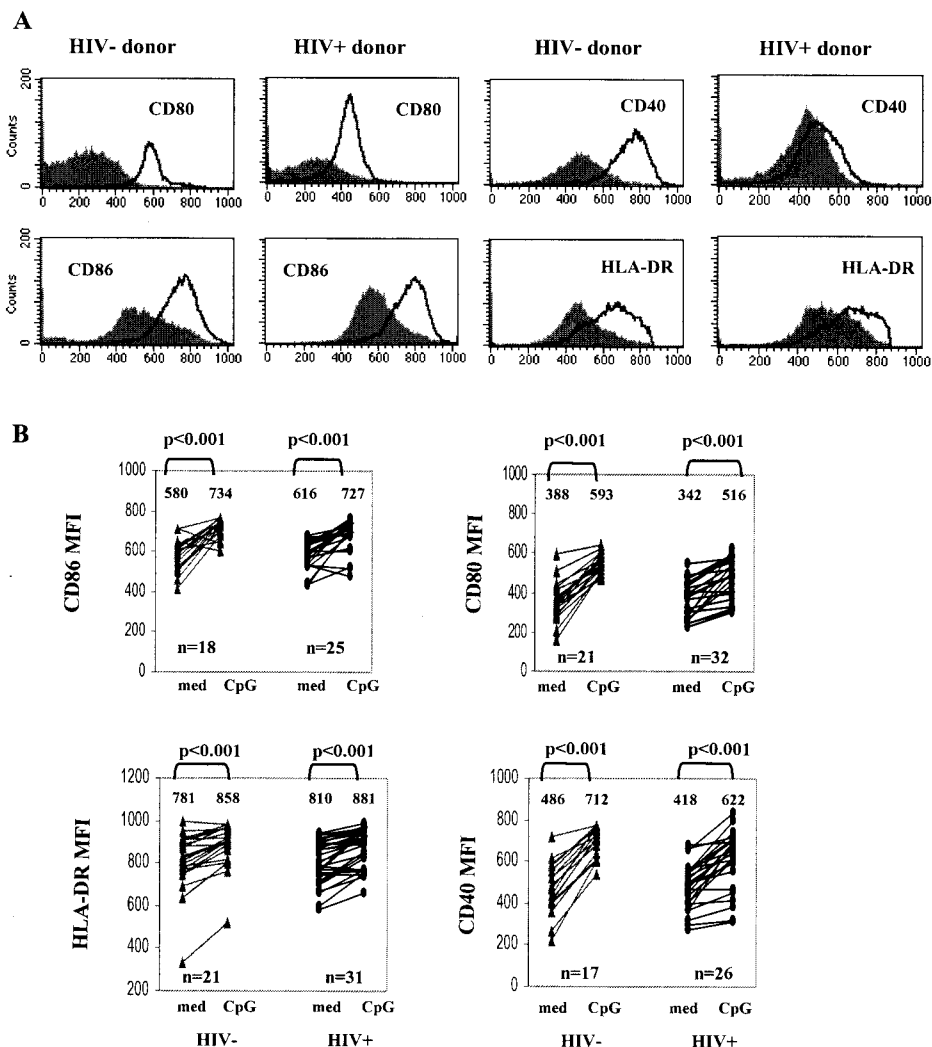 A
HIV- donor HIV+ donor HIV- donor HIV+ donor
200
Counts
0
CD80
CD80
CD40
CD40
0 200 400 600 800 1000
0 200 400 600 800 1000
0 200 400 600 800 1000
0 200 400 600 800 1000
200
Counts
0
CD86
CD86
HLA-DR
HLA-DR
0 200 400 600 800 1000
0 200 400 600 800 1000
0 200 400 600 800 1000
0 200 400 600 800 1000
B
p<0.001 p<0.001
CD86 MFI
1000
800
600
400
200
0
580 734 616 727
n=18 n=25
med CpG med CpG
p<0.001 p<0.001
CD80 MFI
1000
800
600
400
200
0
388 593 342 516
n=21 n=32
med CpG med CpG
p<0.001 p<0.001
HLA-DR MFI
1200
1000
800
600
400
200
781 858 810 881
n=21 n=31
med CpG med CpG
HIV- HIV+
p<0.001 p<0.001
CD40 MFI
1000
800
600
400
200
0
486 712 418 622
n=17 n=26
med CpG med CpG
HIV- HIV+